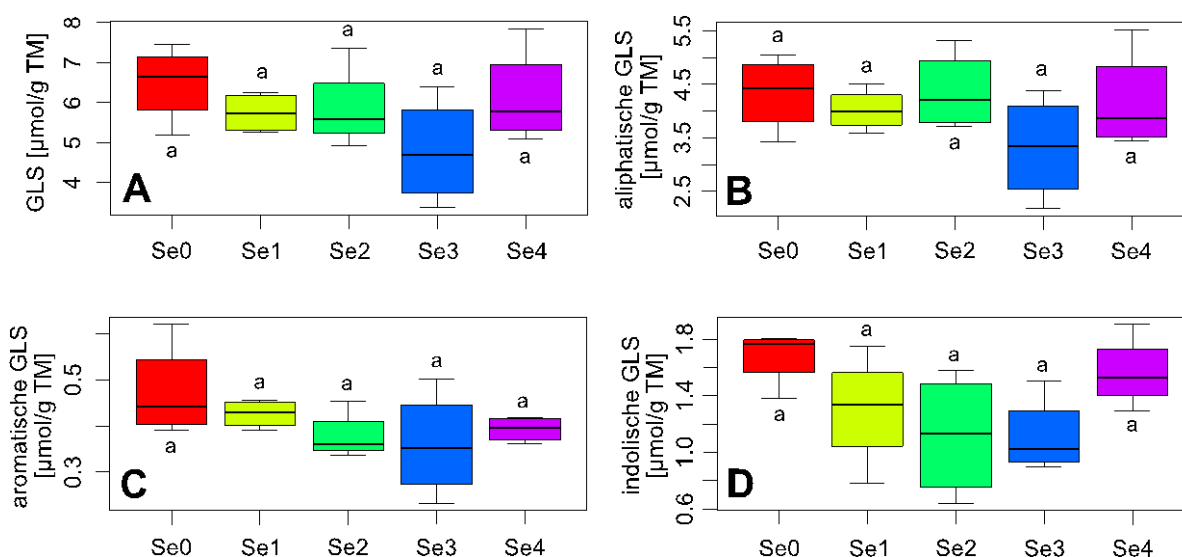 GLS [µmol/g TM]
8
7
6
5
4
a
a
a
a
a
A
Se0 Se1 Se2 Se3 Se4
aliphatische GLS
[µmol/g TM]
5.5
4.5
3.5
2.5
a
a
a
a
a
B
Se0 Se1 Se2 Se3 Se4
aromatische GLS
[µmol/g TM]
0.5
0.3
a
a
a
a
a
C
Se0 Se1 Se2 Se3 Se4
indolische GLS
[µmol/g TM]
1.8
1.4
1.0
0.6
a
a
a
a
a
D
Se0 Se1 Se2 Se3 Se4